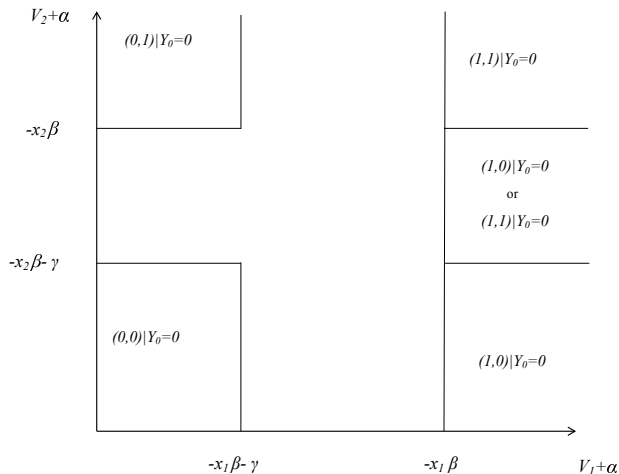 V₂+α
(0,1)|Y₀=0
(1,1)|Y₀=0
-x₂β
(1,0)|Y₀=0
or
(1,1)|Y₀=0
-x₂β- γ
(0,0)|Y₀=0
(1,0)|Y₀=0
-x₁β- γ
-x₁β
V₁+α